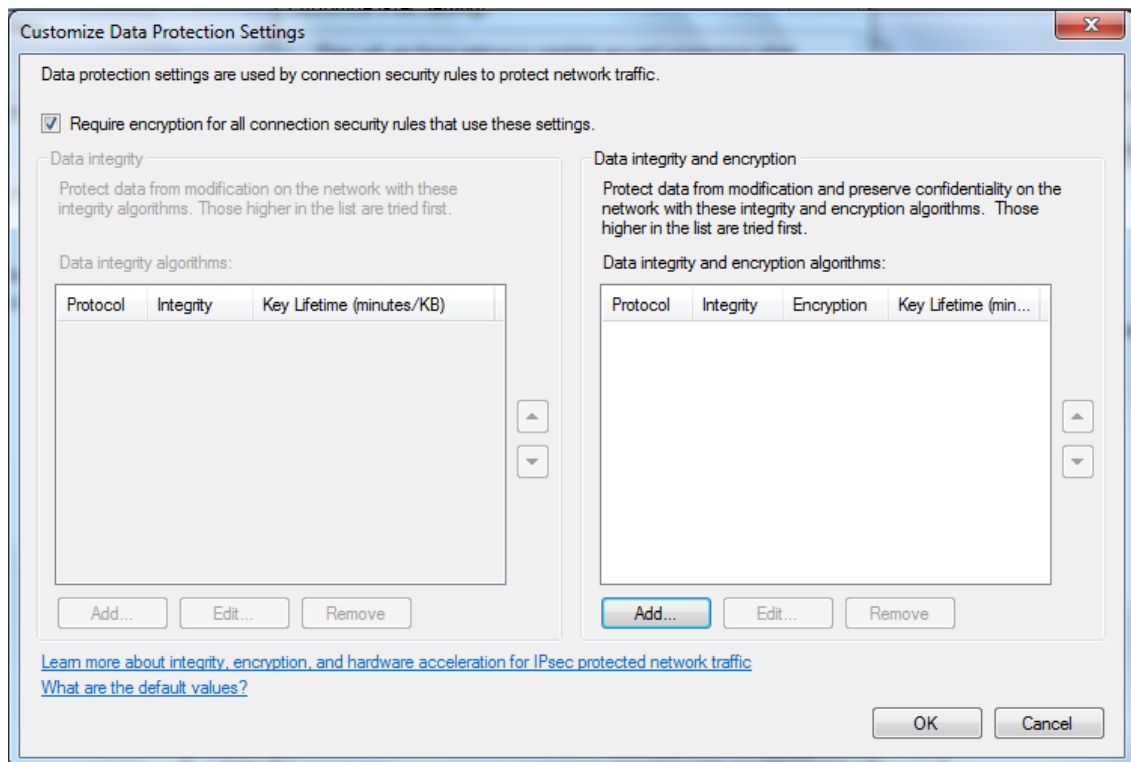 Customize Data Protection Settings
Data protection settings are used by connection security rules to protect network traffic.
Require encryption for all connection security rules that use these settings.
Data integrity
Protect data from modification on the network with these
integrity algorithms. Those higher in the list are tried first.
Data integrity algorithms:
Protocol Integrity Key Lifetime (minutes/KB)
Add... Edit... Remove
Data integrity and encryption
Protect data from modification and preserve confidentiality on the
network with these integrity and encryption algorithms. Those
higher in the list are tried first.
Data integrity and encryption algorithms:
Protocol Integrity Encryption Key Lifetime (min...
Add... Edit... Remove
Learn more about integrity, encryption, and hardware acceleration for IPsec protected network traffic
What are the default values?
OK Cancel